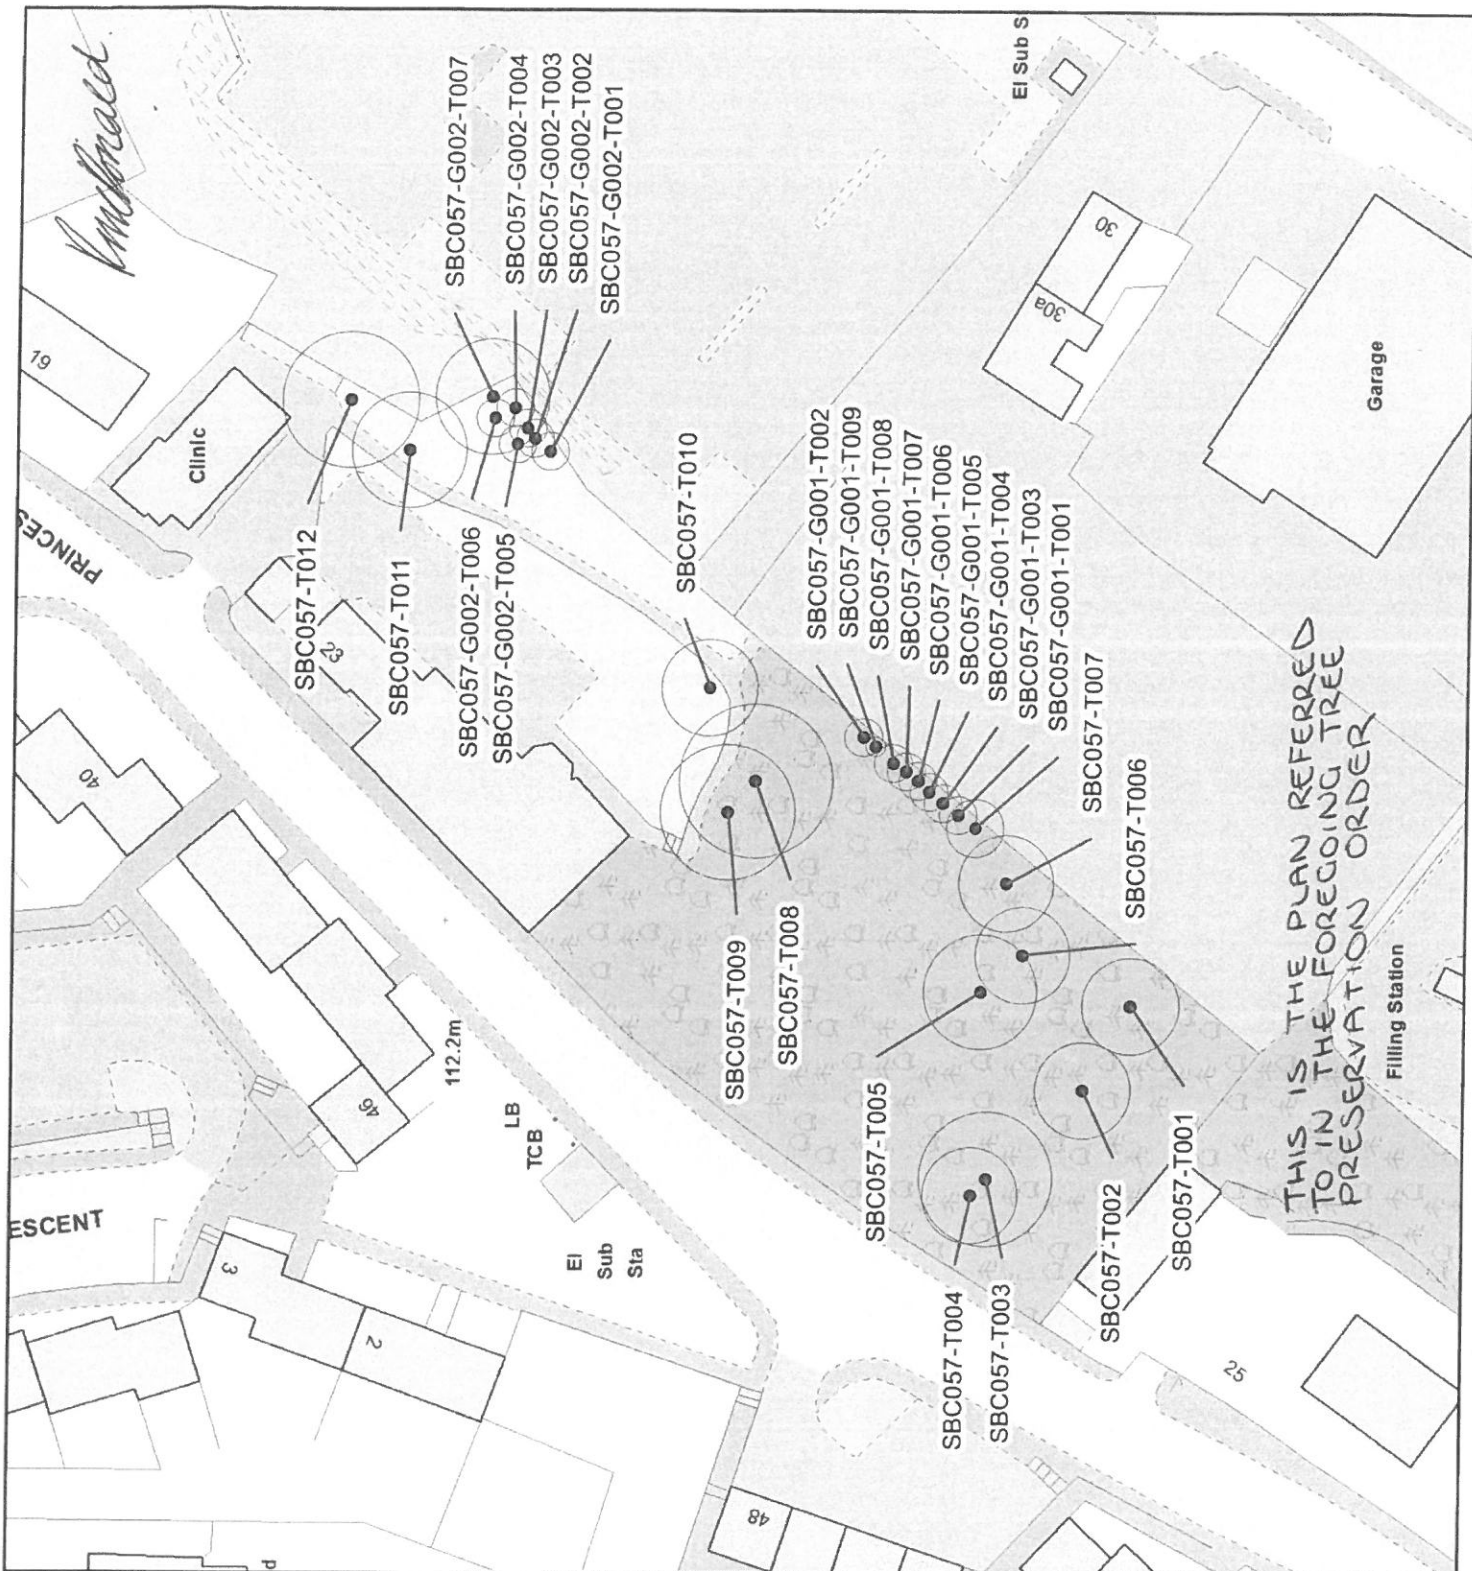 SBC057-G002-T007
SBC057-G002-T004
SBC057-G002-T003
SBC057-G002-T002
SBC057-G002-T001
El Sub S
19
Clinic
PRINCES
SBC057-T012
SBC057-T011
SBC057-G002-T006
SBC057-G002-T005
SBC057-T010
30
30a
Garage
SBC057-G001-T002
SBC057-G001-T009
SBC057-G001-T008
SBC057-G001-T007
SBC057-G001-T006
SBC057-G001-T005
SBC057-G001-T004
SBC057-G001-T003
SBC057-G001-T001
SBC057-T007
SBC057-T006
23
40
46
112.2m
LB
TCB
El
Sub
Sta
ESCENT
3
2
48
SBC057-T009
SBC057-T008
SBC057-T005
SBC057-T004
SBC057-T003
SBC057-T002
SBC057-T001
25
Filling Station
THIS IS THE PLAN REFERRED
TO IN THE FOREGOING TREE
PRESERVATION ORDER